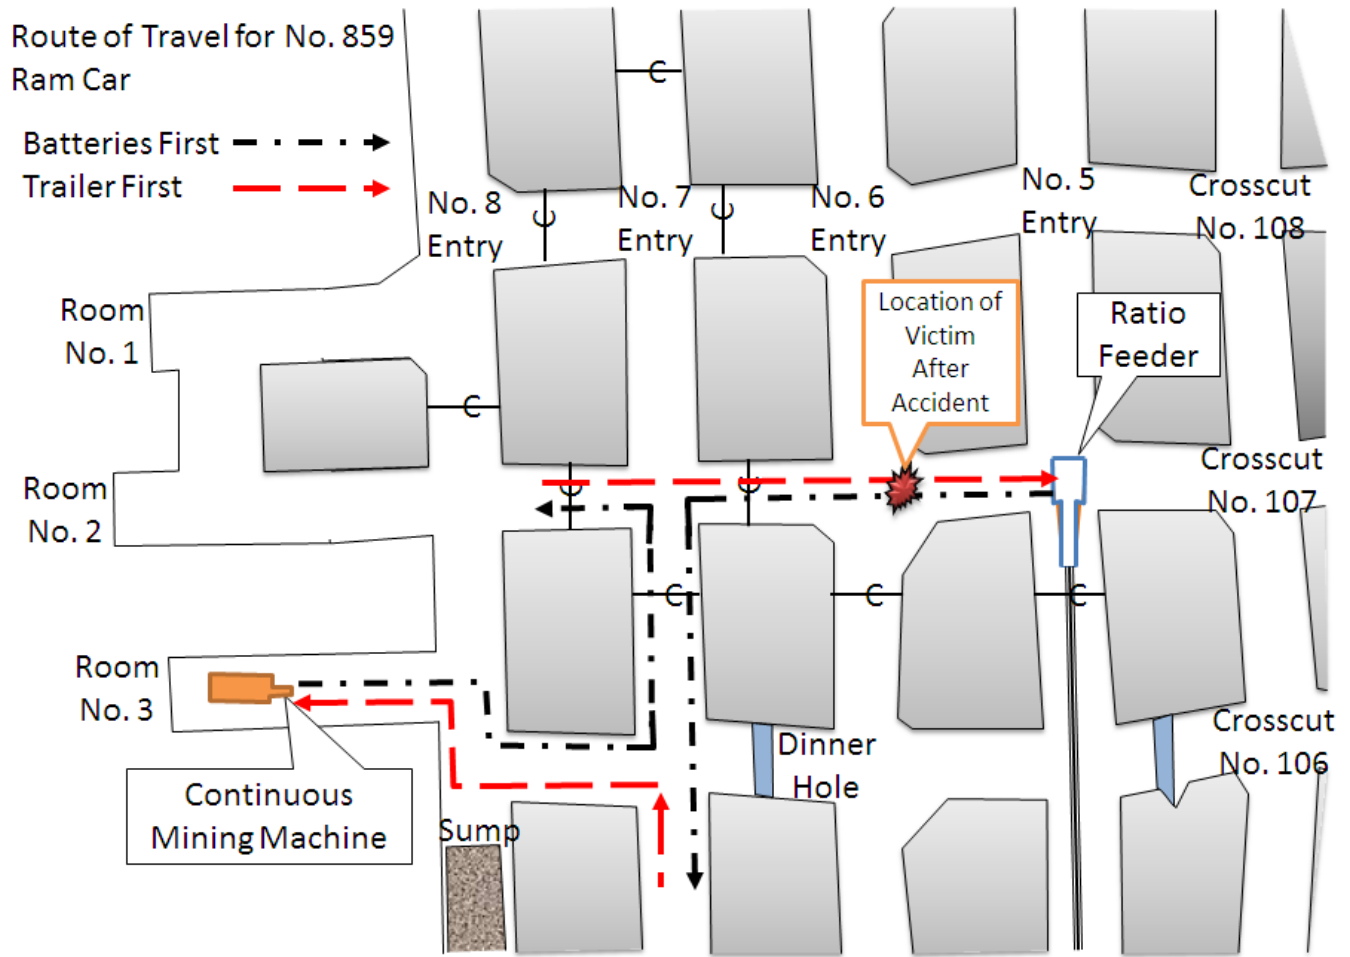 Route of Travel for No. 859
Ram Car
Batteries First
Trailer First
C
No. 8
Entry
No. 7
Entry
No. 6
Entry
No. 5
Entry
Crosscut
No. 108
C
C
Room
No. 1
Location of
Victim
After
Accident
Ratio
Feeder
C
Room
No. 2
C
C
Crosscut
No. 107
C
C
C
Room
No. 3
Dinner
Hole
Crosscut
No. 106
Continuous
Mining Machine
Sump